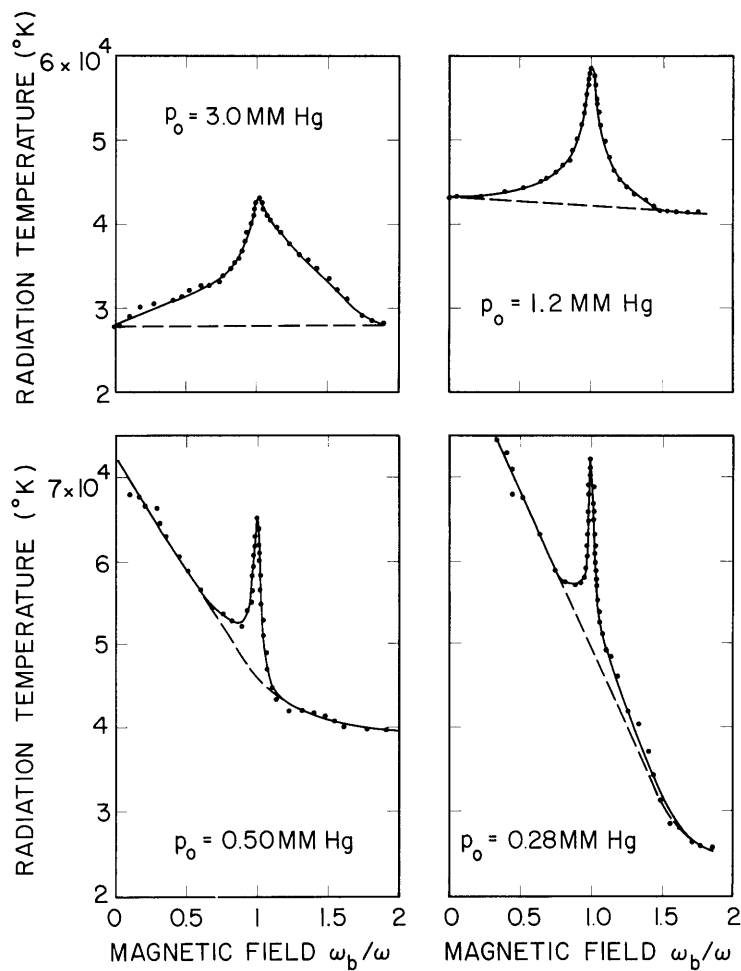 RADIATION TEMPERATURE (°K)
6×10⁴
5
4
3
2
p₀ = 3.0 MM Hg
p₀ = 1.2 MM Hg
RADIATION TEMPERATURE (°K)
7×10⁴
6
5
4
3
2
p₀ = 0.50 MM Hg
p₀ = 0.28 MM Hg
0 0.5 1 1.5 2
0 0.5 1.0 1.5 2
MAGNETIC FIELD ω_b/ω
MAGNETIC FIELD ω_b/ω